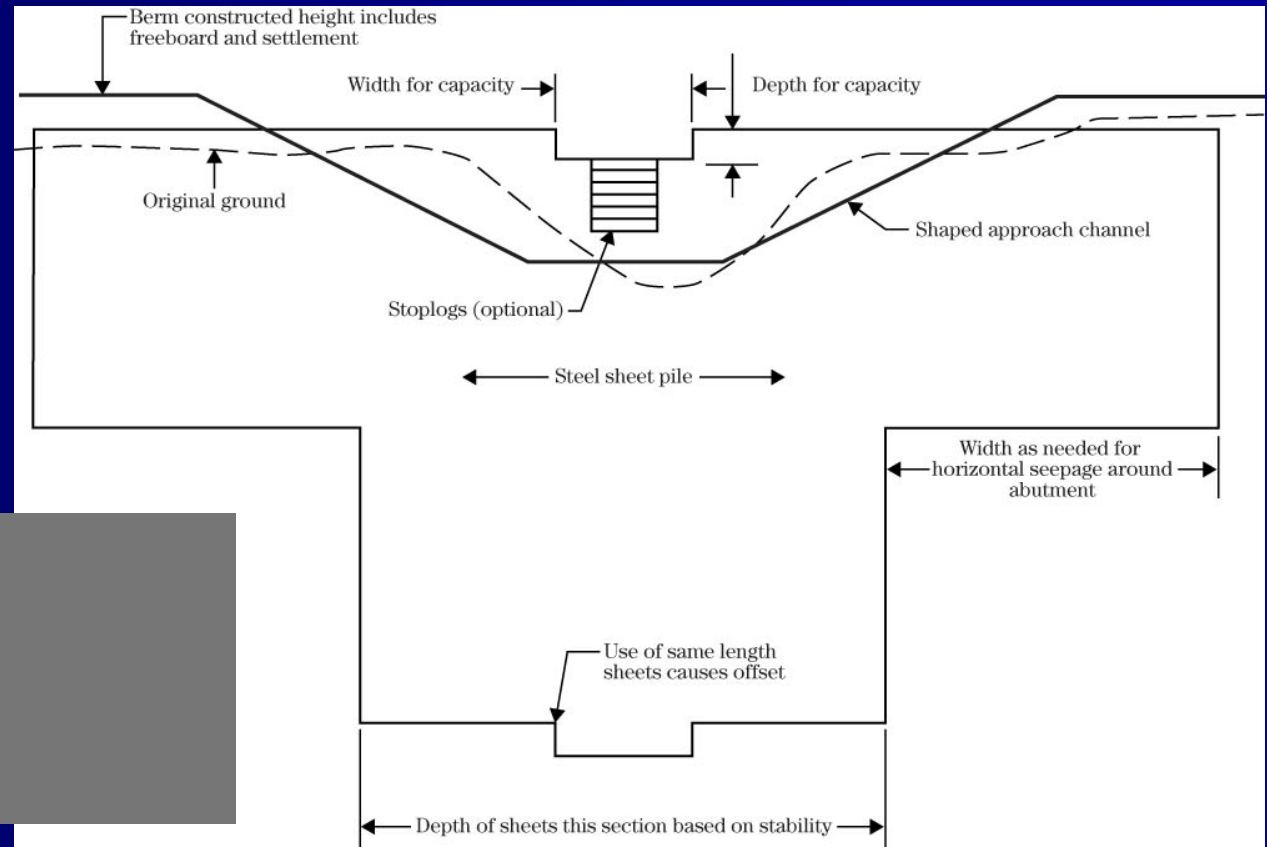 Berm constructed height includes
freeboard and settlement
Width for capacity
Depth for capacity
Original ground
Shaped approach channel
Stoplogs (optional)
Steel sheet pile
Width as needed for
horizontal seepage around
abutment
Use of same length
sheets causes offset
Depth of sheets this section based on stability